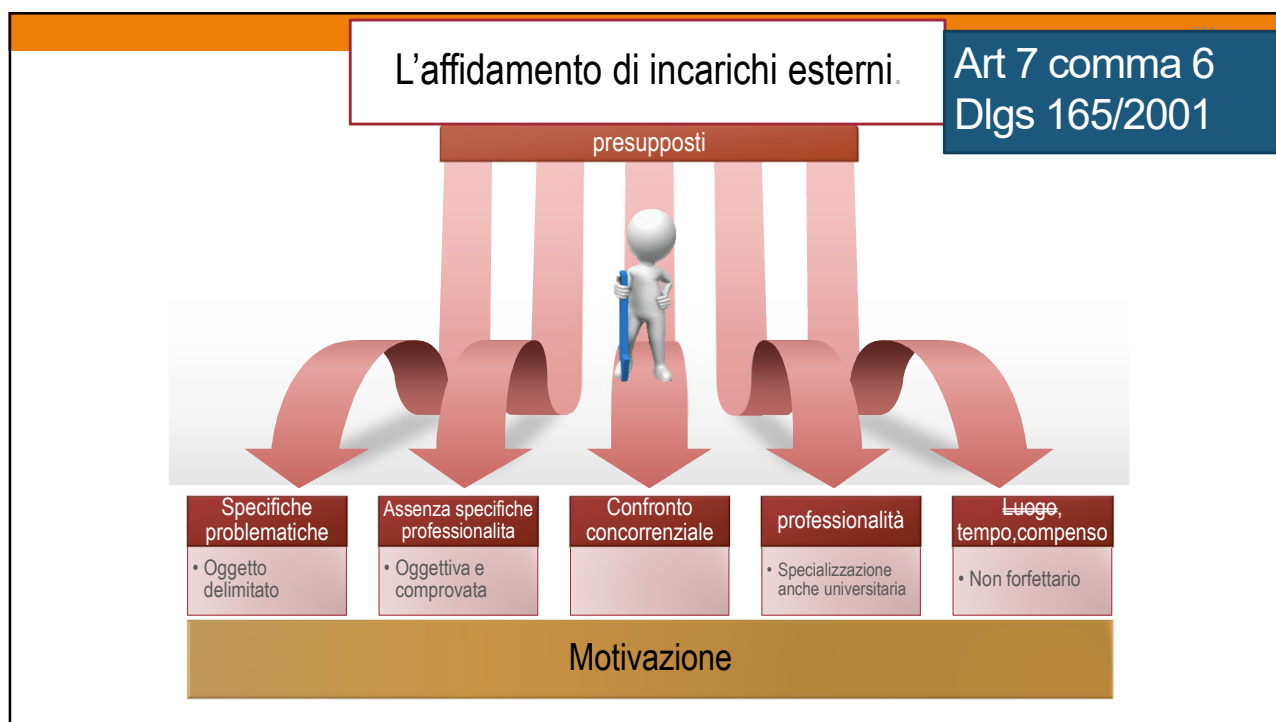 L'affidamento di incarichi esterni.
Art 7 comma 6
Dlgs 165/2001
presupposti
Specifiche
problematiche
• Oggetto
delimitato
Assenza specifiche
professionalita
• Oggettiva e
comprovata
Confronto
concorrenziale
professionalità
• Specializzazione
anche universitaria
Luogo,
tempo,compenso
• Non forfettario
Motivazione